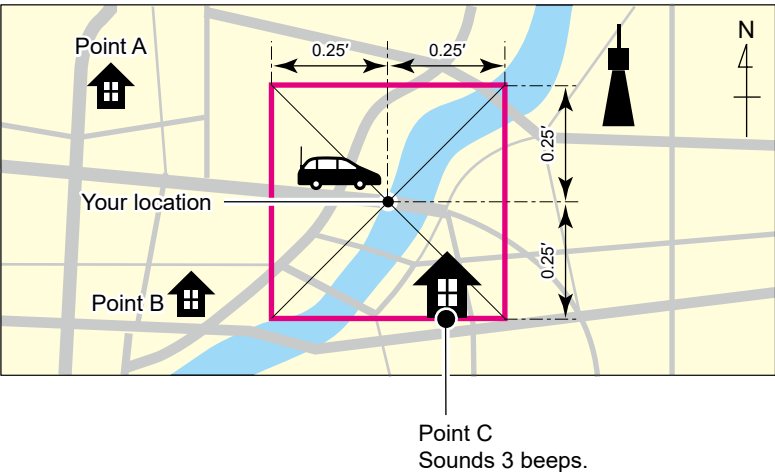 N
Point A
0.25′
0.25′
0.25′
Your location
0.25′
Point B
Point C
Sounds 3 beeps.